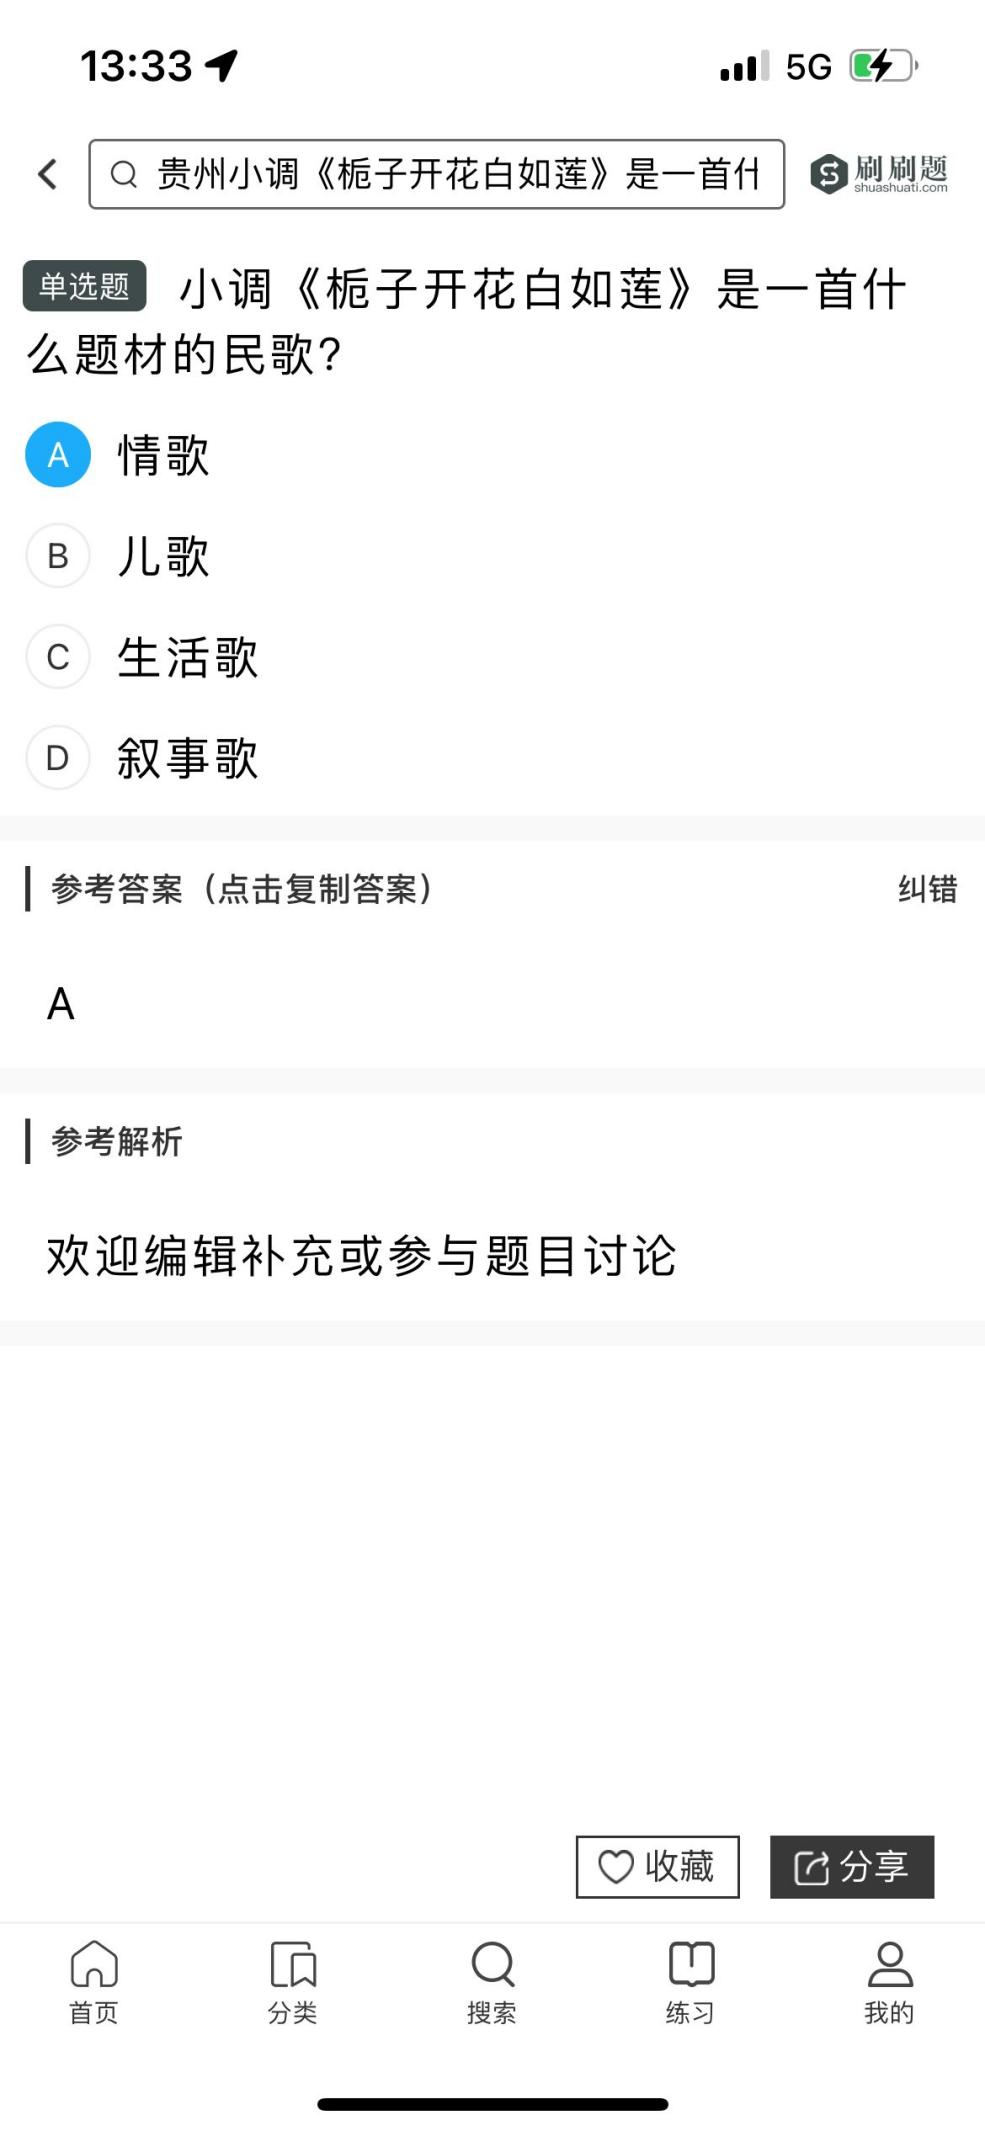 13:33
5G
贵州小调《栀子开花白如莲》是一首什
刷刷题
shuashuati.com
单选题 小调《栀子开花白如莲》是一首什
么题材的民歌?
A 情歌
B 儿歌
C 生活歌
D 叙事歌
参考答案（点击复制答案） 纠错
A
参考解析
欢迎编辑补充或参与题目讨论
收藏 分享
首页 分类 搜索 练习 我的